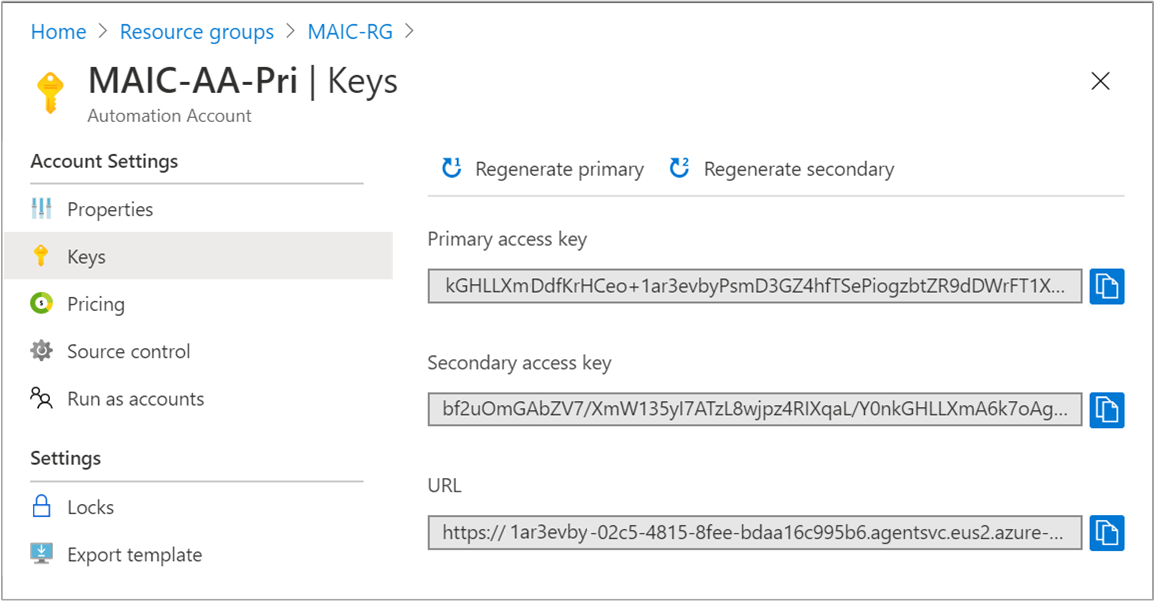 Home > Resource groups > MAIC-RG >
MAIC-AA-Pri | Keys
Automation Account
Account Settings
Properties
Keys
Pricing
Source control
Run as accounts
Settings
Locks
Export template
1 Regenerate primary 2 Regenerate secondary
Primary access key
kGHLLXmDdfKrHCeo+1ar3evbyPsmD3GZ4hfTSePiogzbtZR9dDWrFT1X...
Secondary access key
bf2uOmGAbZV7/XmW135yI7ATzL8wjpz4RIXqaL/Y0nkGHLLXmA6k7oAg...
URL
https:// 1ar3evby -02c5-4815-8fee-bdaa16c995b6.agentsvc.eus2.azure-...